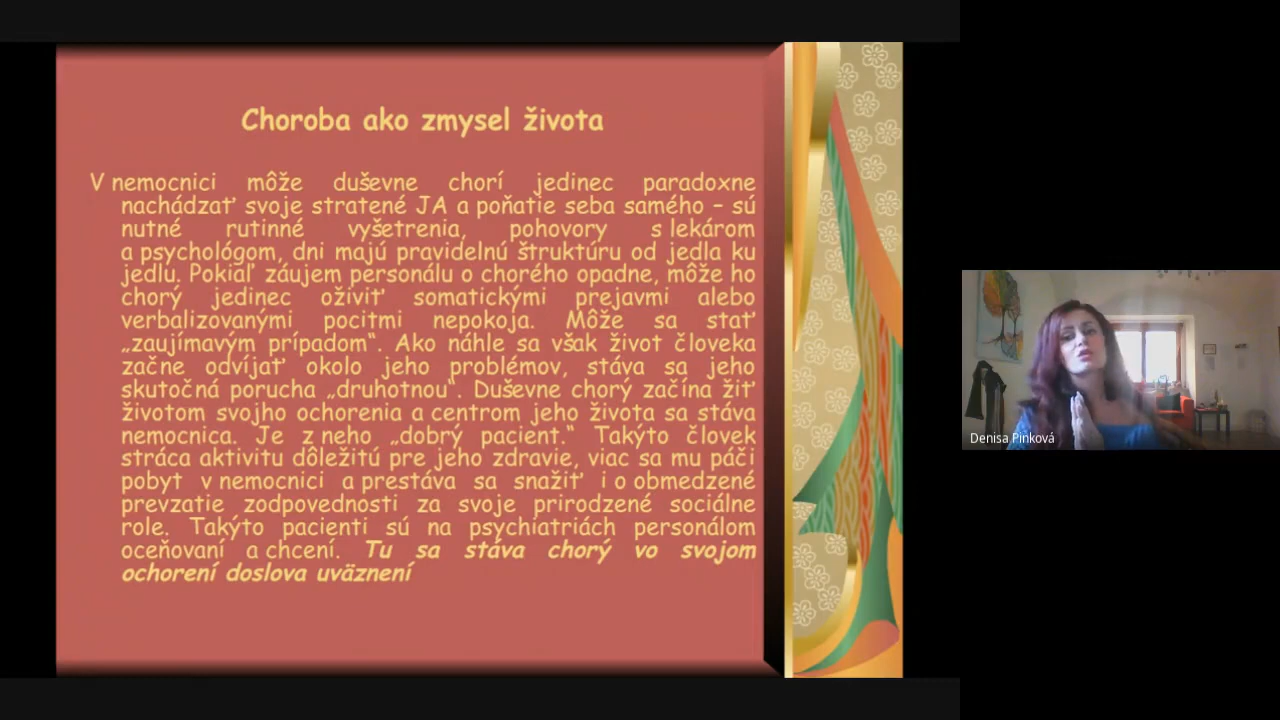 Choroba ako zmysel života
V nemocnici môže duševne chorí jedinec paradoxne
nachádzať svoje stratené JA a poňatie seba samého – sú
nutné rutinné vyšetrenia, pohovory s lekárom
a psychológom, dni majú pravidelnú štruktúru od jedla ku
jedlu. Pokiaľ záujem personálu o chorého opadne, môže ho
chorý jedinec oživiť somatickými prejavmi alebo
verbalizovanými pocitmi nepokoja. Môže sa stať
„zaujímavým prípadom“. Ako náhle sa však život človeka
začne odvíjať okolo jeho problémov, stáva sa jeho
skutočná porucha „druhotnou“. Duševne chorý začína žiť
životom svojho ochorenia a centrom jeho života sa stáva
nemocnica. Je z neho „dobrý pacient.“ Takýto človek
stráca aktivitu dôležitú pre jeho zdravie, viac sa mu páči
pobyt v nemocnici a prestáva sa snažiť i o obmedzené
prevzatie zodpovednosti za svoje prirodzené sociálne
role. Takýto pacienti sú na psychiatriách personálom
oceňovaní a chcení. Tu sa stáva chorý vo svojom
ochorení doslova uväznení
Denisa Pinková